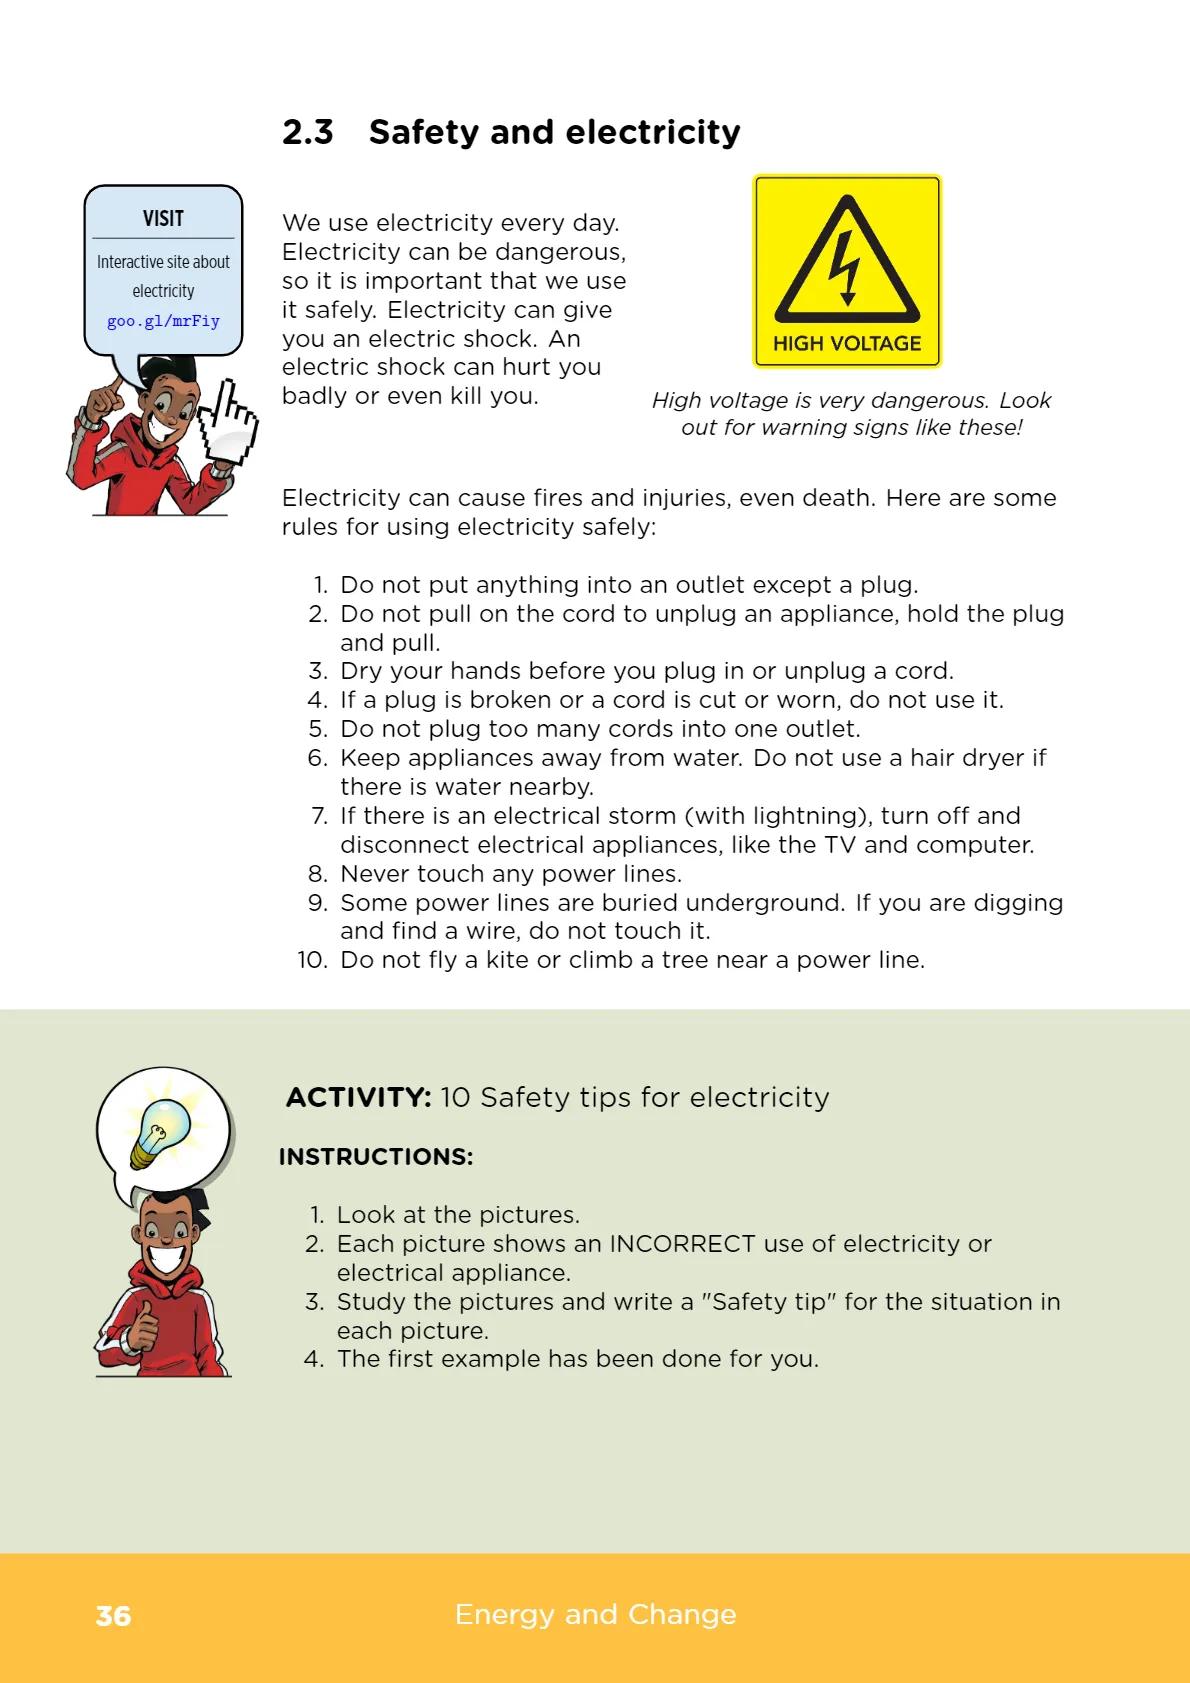 2.3 Safety and electricity
VISIT
Interactive site about
electricity
goo.gl/mrFiy
We use electricity every day.
Electricity can be dangerous,
so it is important that we use
it safely. Electricity can give
you an electric shock. An
electric shock can hurt you
badly or even kill you.
HIGH VOLTAGE
High voltage is very dangerous. Look
out for warning signs like these!
Electricity can cause fires and injuries, even death. Here are some
rules for using electricity safely:
1. Do not put anything into an outlet except a plug.
2. Do not pull on the cord to unplug an appliance, hold the plug
and pull.
3. Dry your hands before you plug in or unplug a cord.
4. If a plug is broken or a cord is cut or worn, do not use it.
5. Do not plug too many cords into one outlet.
6. Keep appliances away from water. Do not use a hair dryer if
there is water nearby.
7. If there is an electrical storm (with lightning), turn off and
disconnect electrical appliances, like the TV and computer.
8. Never touch any power lines.
9. Some power lines are buried underground. If you are digging
and find a wire, do not touch it.
10. Do not fly a kite or climb a tree near a power line.
ACTIVITY: 10 Safety tips for electricity
INSTRUCTIONS:
1. Look at the pictures.
2. Each picture shows an INCORRECT use of electricity or
electrical appliance.
3. Study the pictures and write a "Safety tip" for the situation in
each picture.
4. The first example has been done for you.
36 Energy and Change